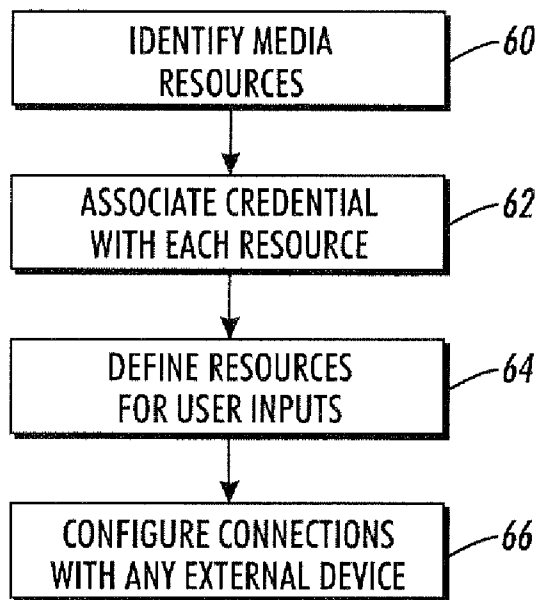 IDENTIFY MEDIA
RESOURCES
60
ASSOCIATE CREDENTIAL
WITH EACH RESOURCE
62
DEFINE RESOURCES
FOR USER INPUTS
64
CONFIGURE CONNECTIONS
WITH ANY EXTERNAL DEVICE
66